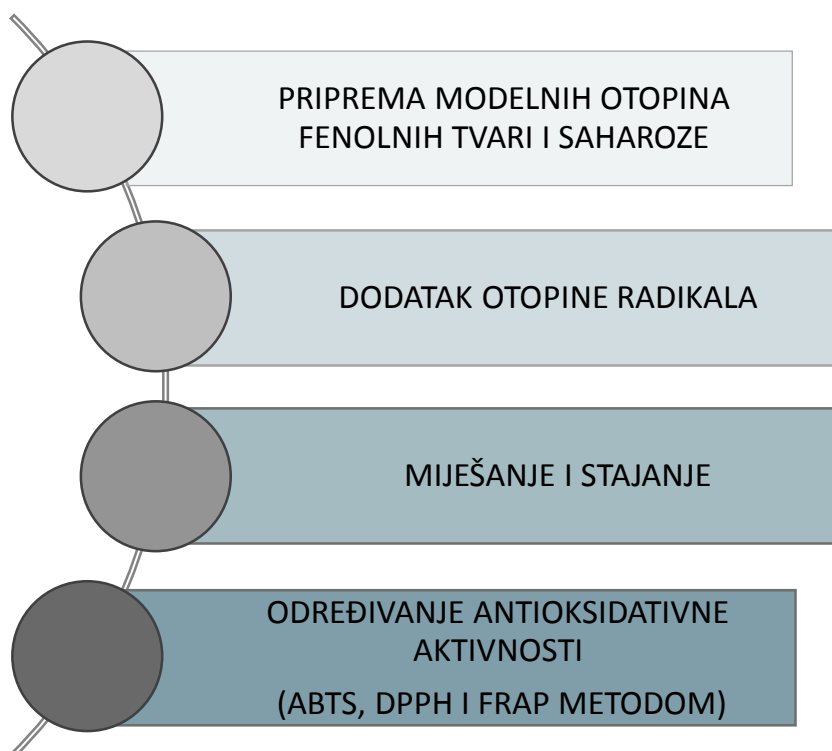 PRIPREMA MODELNIH OTOPINA
FENOLNIH TVARI I SAHAROZE
DODATAK OTOPINE RADIKALA
MIJEŠANJE I STAJANJE
ODREĐIVANJE ANTIOKSIDATIVNE
AKTIVNOSTI
(ABTS, DPPH I FRAP METODOM)